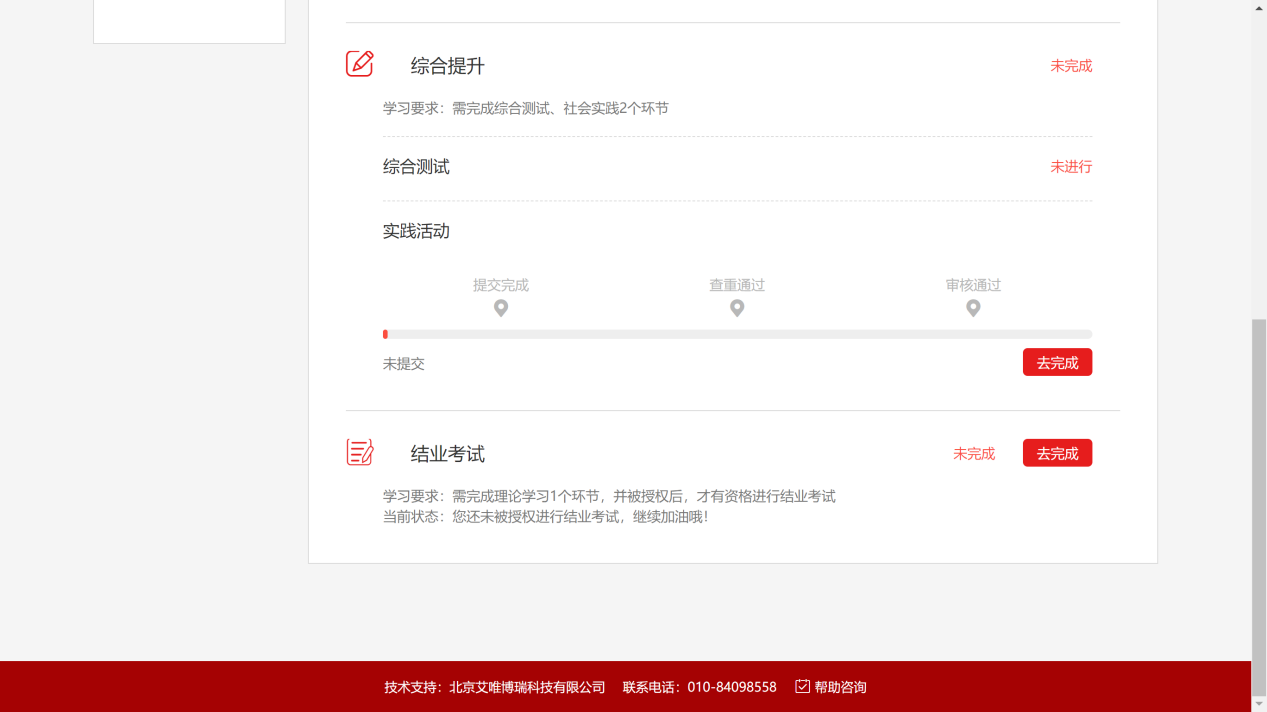 综合提升
未完成
学习要求：需完成综合测试、社会实践2个环节
综合测试
未进行
实践活动
提交完成
查重通过
审核通过
未提交
去完成
结业考试
未完成
去完成
学习要求：需完成理论学习1个环节，并被授权后，才有资格进行结业考试
当前状态：您还未被授权进行结业考试，继续加油哦！
技术支持：北京艾唯博瑞科技有限公司 联系电话：010-84098558 帮助咨询